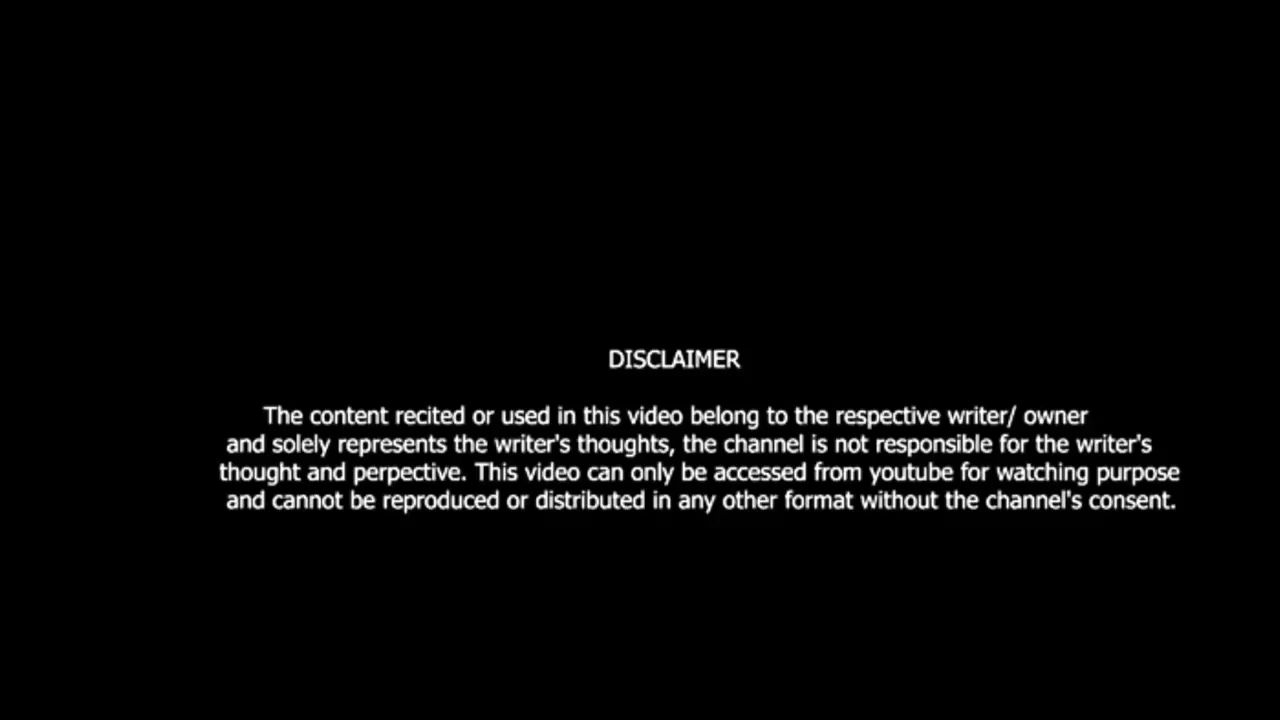 DISCLAIMER
The content recited or used in this video belong to the respective writer/ owner
and solely represents the writer's thoughts, the channel is not responsible for the writer's
thought and perpective. This video can only be accessed from youtube for watching purpose
and cannot be reproduced or distributed in any other format without the channel's consent.